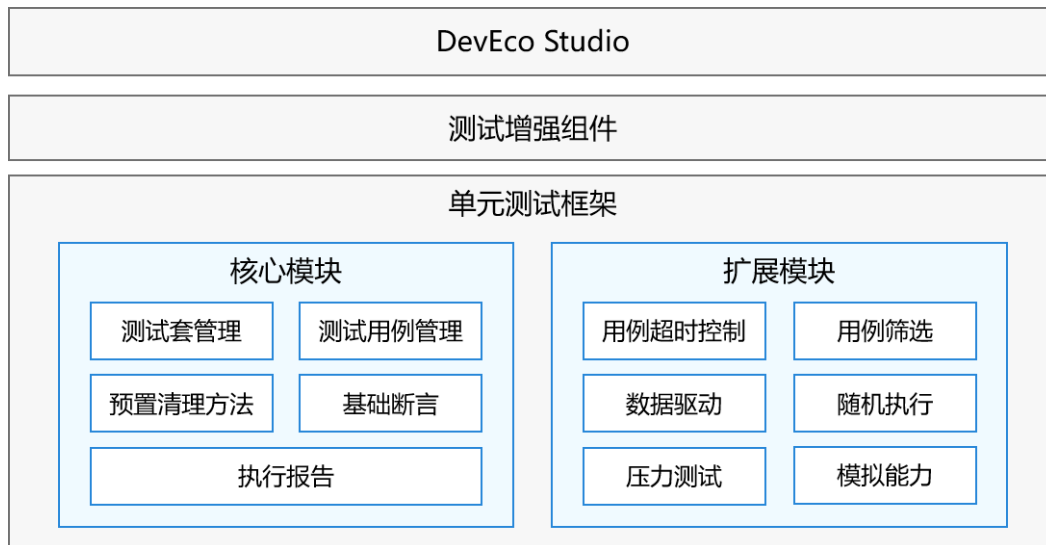 DevEco Studio
测试增强组件
单元测试框架
核心模块
测试套管理
测试用例管理
预置清理方法
基础断言
执行报告
扩展模块
用例超时控制
用例筛选
数据驱动
随机执行
压力测试
模拟能力